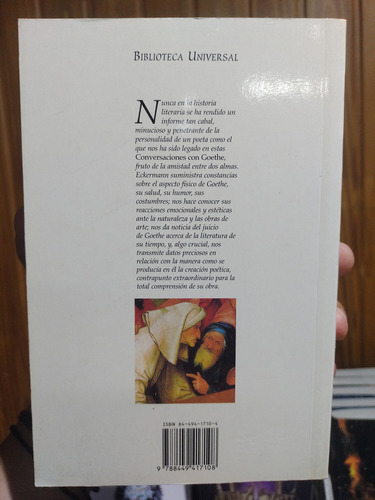 BIBLIOTECA UNIVERSAL
Nunca en la historia
literaria se ha rendido un
informe tan cabal,
minucioso y penetrante de la
personalidad de un poeta como el
que nos ha sido legado en estas
Conversaciones con Goethe,
fruto de la amistad entre dos almas.
Eckermann suministra constancias
sobre el aspecto físico de Goethe,
su salud, su humor, sus
costumbres; nos hace conocer sus
reacciones emocionales y estéticas
ante la naturaleza y las obras de
arte; nos da noticia del juicio
de Goethe acerca de la literatura de
su tiempo, y, algo crucial, nos
transmite datos preciosos en
relación con la manera como se
producía en él la creación poética,
contrapunto extraordinario para la
total comprensión de su obra.
ISBN 84-494-1710-4
9 788449 417108